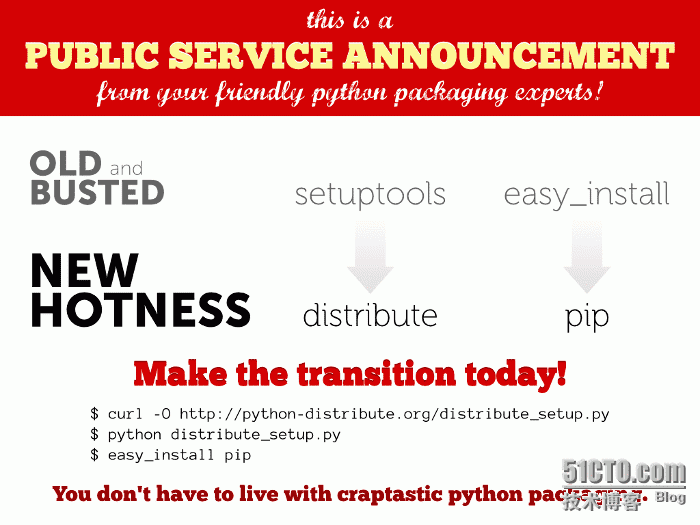 this is a
PUBLIC SERVICE ANNOUNCEMENT
from your friendly python packaging experts!
OLD and
BUSTED
setuptools
easy_install
NEW
HOTNESS
distribute
pip
Make the transition today!
$ curl -O http://python-distribute.org/distribute_setup.py
$ python distribute_setup.py
$ easy_install pip
You don't have to live with craptastic python packaging.
51CTO.com
技术博客 Blog